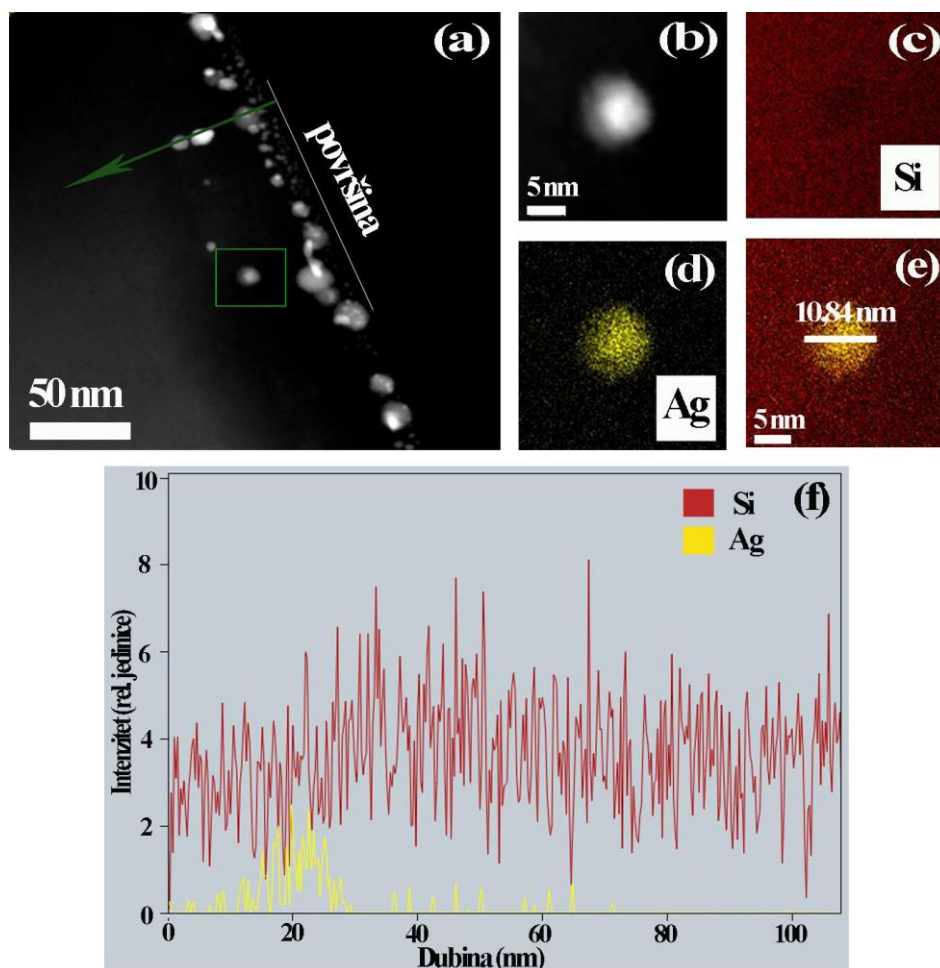 (a)
površina
50 nm
(b)
5 nm
(c)
Si
(d)
Ag
(e)
10,84 nm
5 nm
(f)
Si
Ag
10
8
6
4
2
0
Intenzitet (rel. jedinice)
0 20 40 60 80 100
Dubina (nm)